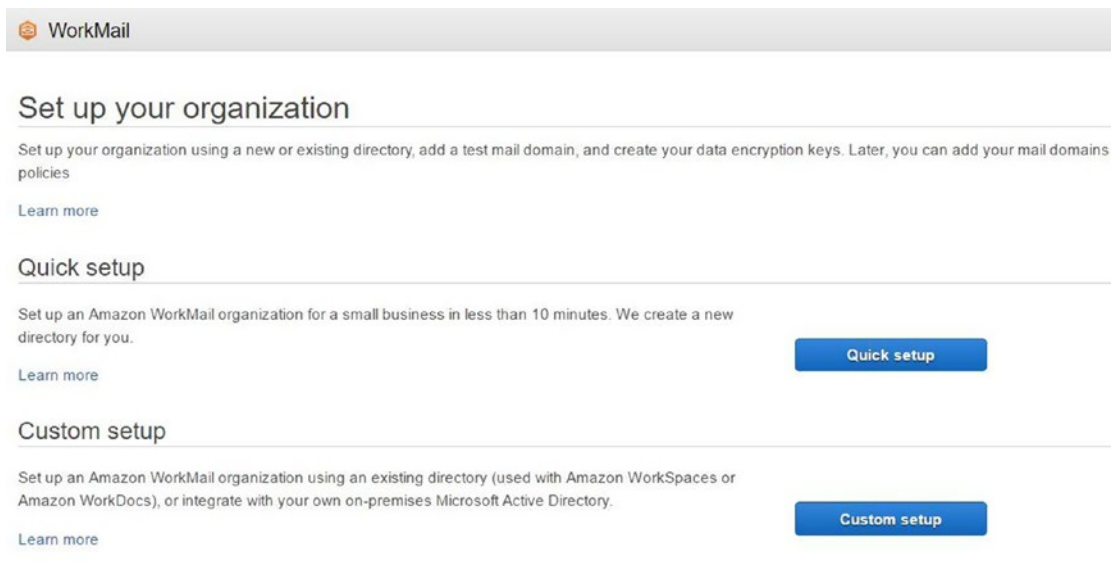 WorkMail
Set up your organization
Set up your organization using a new or existing directory, add a test mail domain, and create your data encryption keys. Later, you can add your mail domains
policies
Learn more
Quick setup
Set up an Amazon WorkMail organization for a small business in less than 10 minutes. We create a new
directory for you.
Quick setup
Learn more
Custom setup
Set up an Amazon WorkMail organization using an existing directory (used with Amazon WorkSpaces or
Amazon WorkDocs), or integrate with your own on-premises Microsoft Active Directory.
Custom setup
Learn more